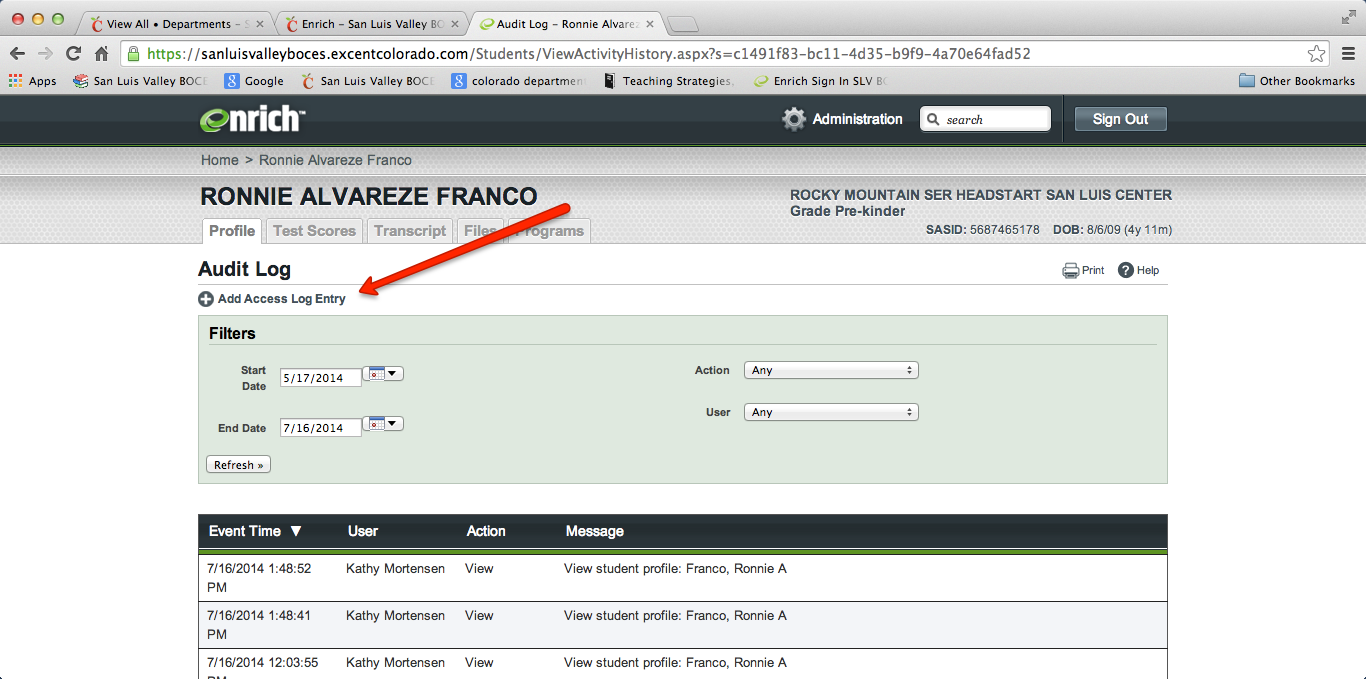 View All • Departments – S
Enrich – San Luis Valley BO
Audit Log – Ronnie Alvarez
https://sanluisvalleyboces.excentcolorado.com/Students/ViewActivityHistory.aspx?s=c1491f83-bc11-4d35-b9f9-4a70e64fad52
Apps San Luis Valley BOCE Google San Luis Valley BOCE colorado department Teaching Strategies, Enrich Sign In SLV BO Other Bookmarks
enrich™ Administration search Sign Out
Home > Ronnie Alvareze Franco
RONNIE ALVAREZE FRANCO
ROCKY MOUNTAIN SER HEADSTART SAN LUIS CENTER
Grade Pre-kinder
SASID: 5687465178 DOB: 8/6/09 (4y 11m)
Profile Test Scores Transcript Files Programs
Audit Log
Print Help
Add Access Log Entry
Filters
Start
Date
5/17/2014
Action Any
End Date 7/16/2014
User Any
Refresh »
Event Time ▼ User Action Message
7/16/2014 1:48:52
PM
Kathy Mortensen View View student profile: Franco, Ronnie A
7/16/2014 1:48:41
PM
Kathy Mortensen View View student profile: Franco, Ronnie A
7/16/2014 12:03:55
PM
Kathy Mortensen View View student profile: Franco, Ronnie A